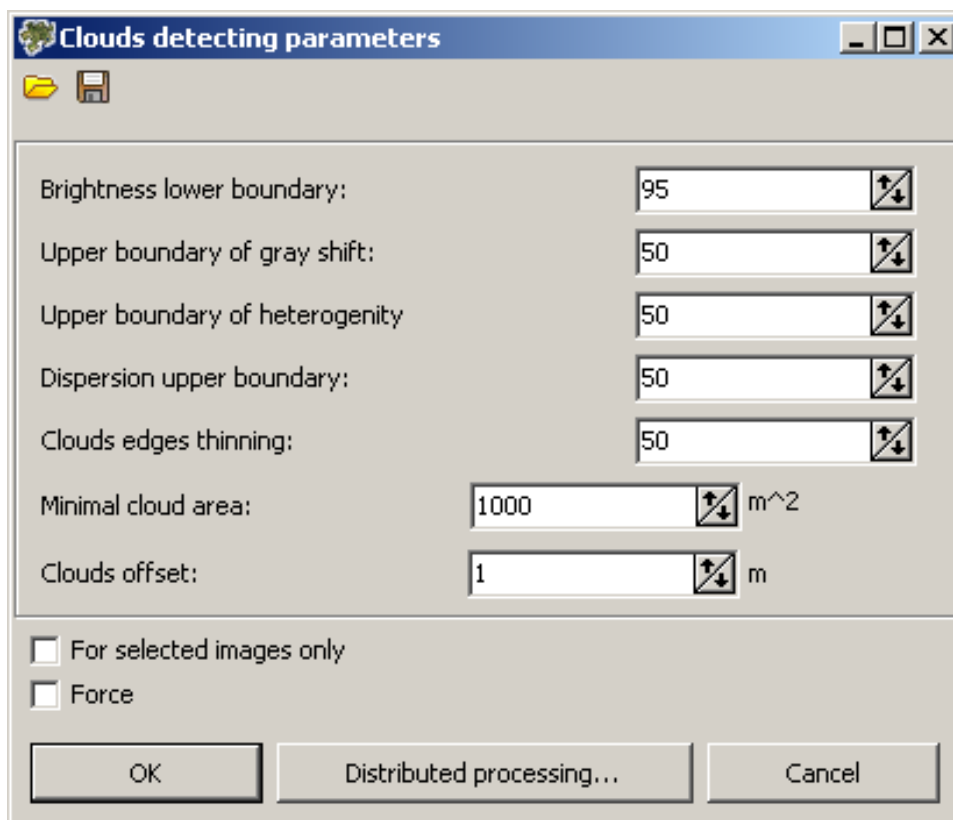 Clouds detecting parameters
Brightness lower boundary: 95
Upper boundary of gray shift: 50
Upper boundary of heterogenity 50
Dispersion upper boundary: 50
Clouds edges thinning: 50
Minimal cloud area: 1000 m^2
Clouds offset: 1 m
For selected images only
Force
OK Distributed processing... Cancel